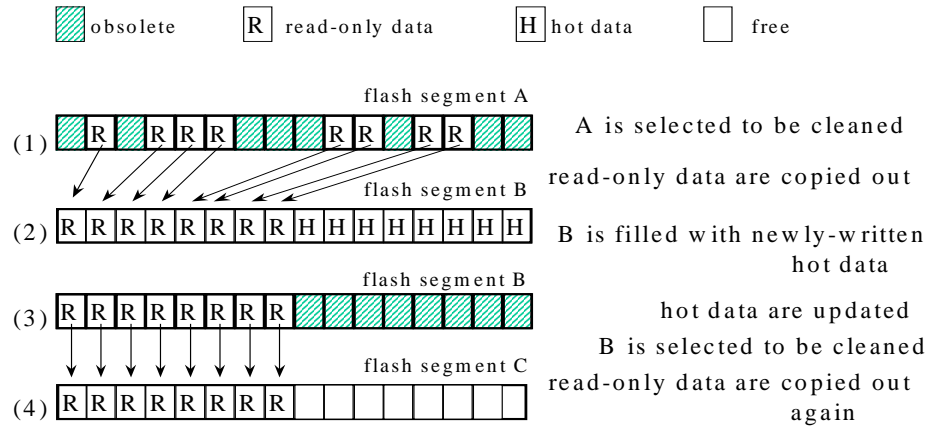 obsolete R read-only data H hot data free
flash segment A
(1) R R R R R R R R A is selected to be cleaned
read-only data are copied out
flash segment B
(2) R R R R R R R R H H H H H H H H B is filled with newly-written
hot data
flash segment B
(3) R R R R R R R R hot data are updated
B is selected to be cleaned
flash segment C
read-only data are copied out
(4) R R R R R R R R again